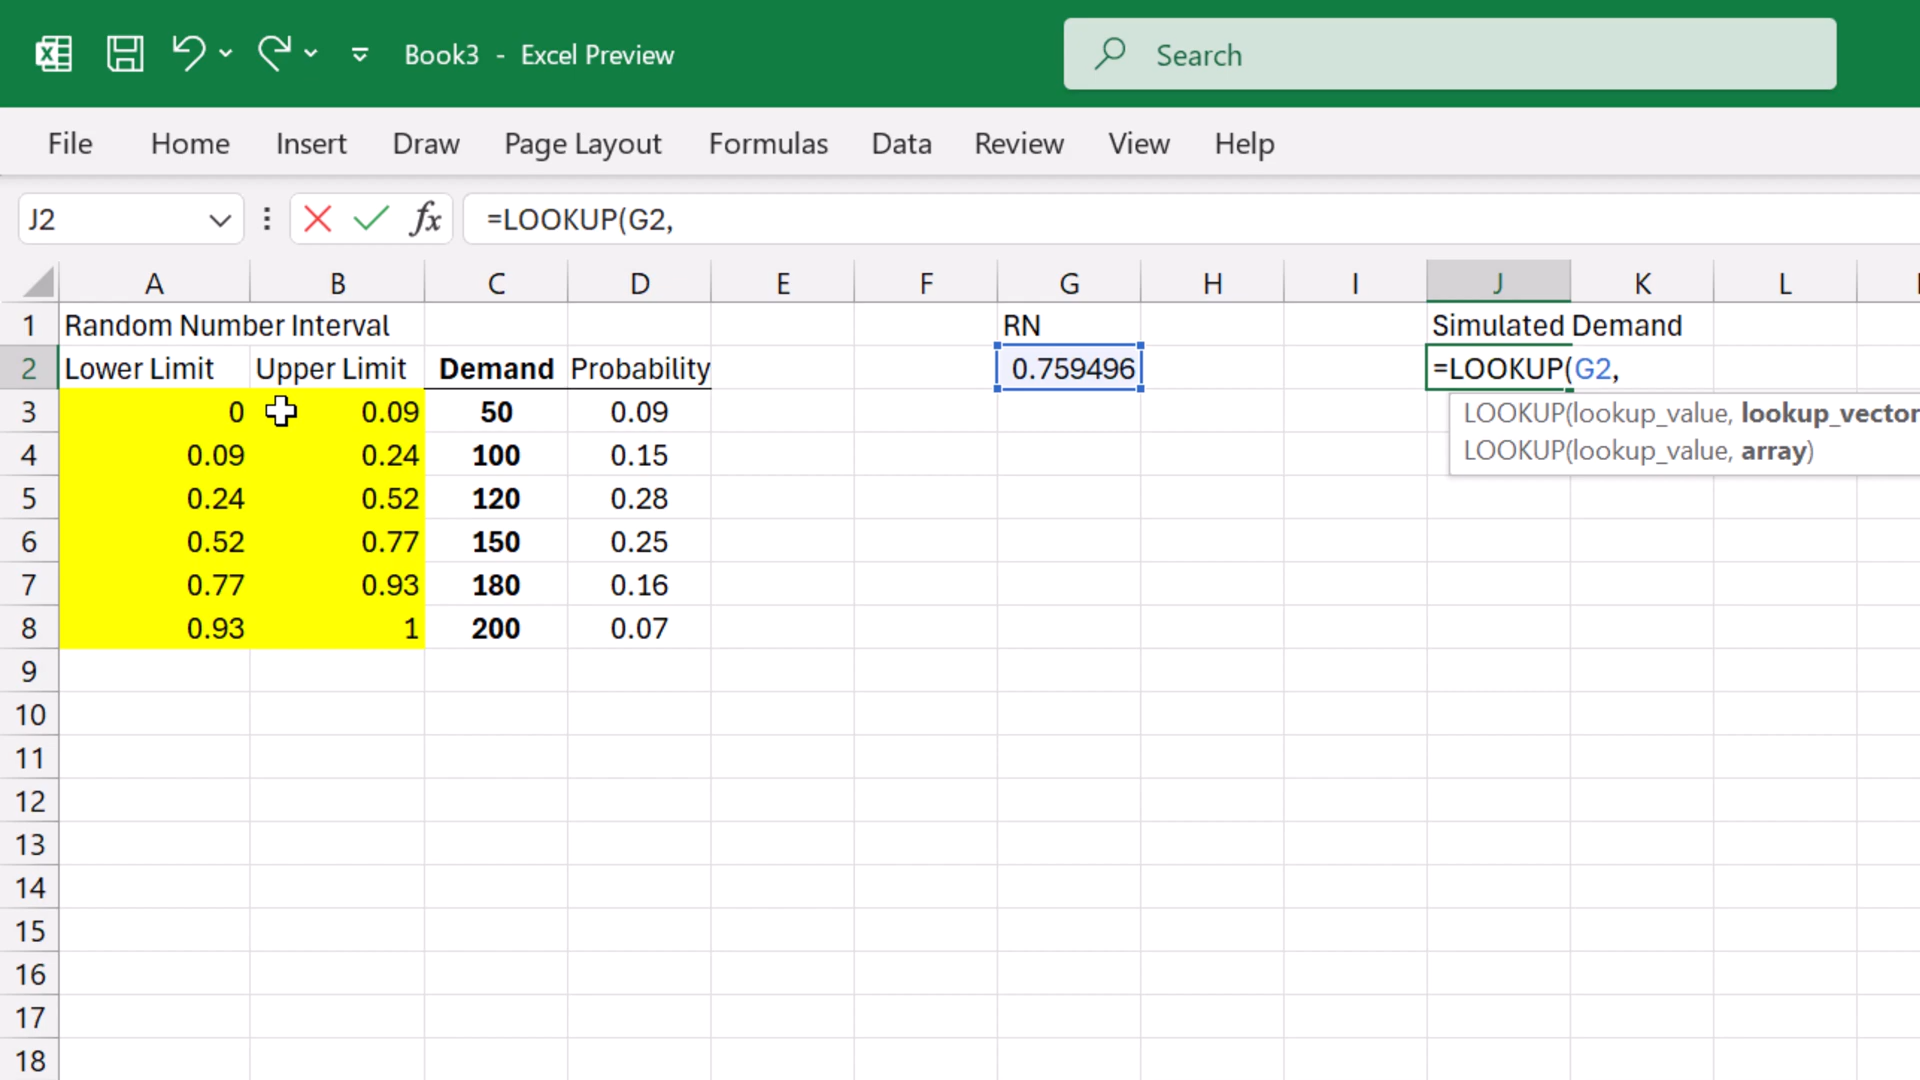 Book3 - Excel Preview
Search
File Home Insert Draw Page Layout Formulas Data Review View Help
J2 fx =LOOKUP(G2,
A B C D E F G H I J K L
1 Random Number Interval RN Simulated Demand
2 Lower Limit Upper Limit Demand Probability 0.759496 =LOOKUP(G2,
3 0 0.09 50 0.09 LOOKUP(lookup_value, lookup_vector
LOOKUP(lookup_value, array)
4 0.09 0.24 100 0.15
5 0.24 0.52 120 0.28
6 0.52 0.77 150 0.25
7 0.77 0.93 180 0.16
8 0.93 1 200 0.07
9
10
11
12
13
14
15
16
17
18